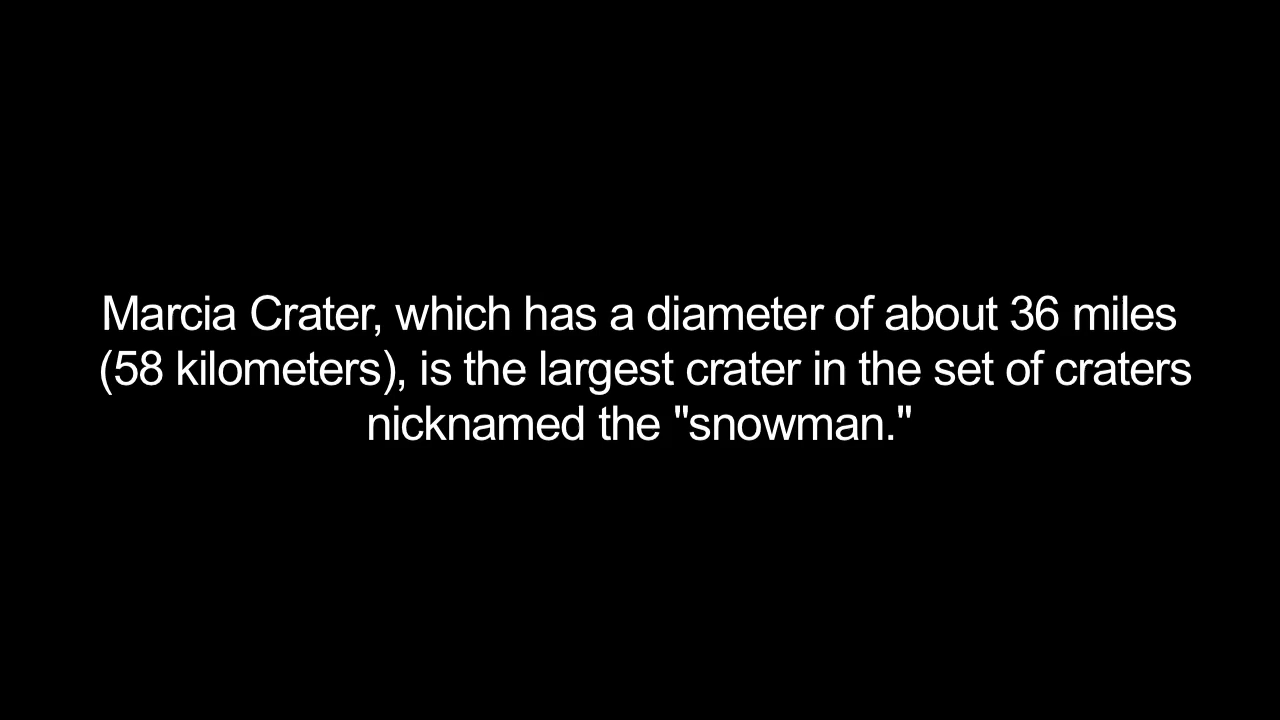 Marcia Crater, which has a diameter of about 36 miles
(58 kilometers), is the largest crater in the set of craters
nicknamed the "snowman."